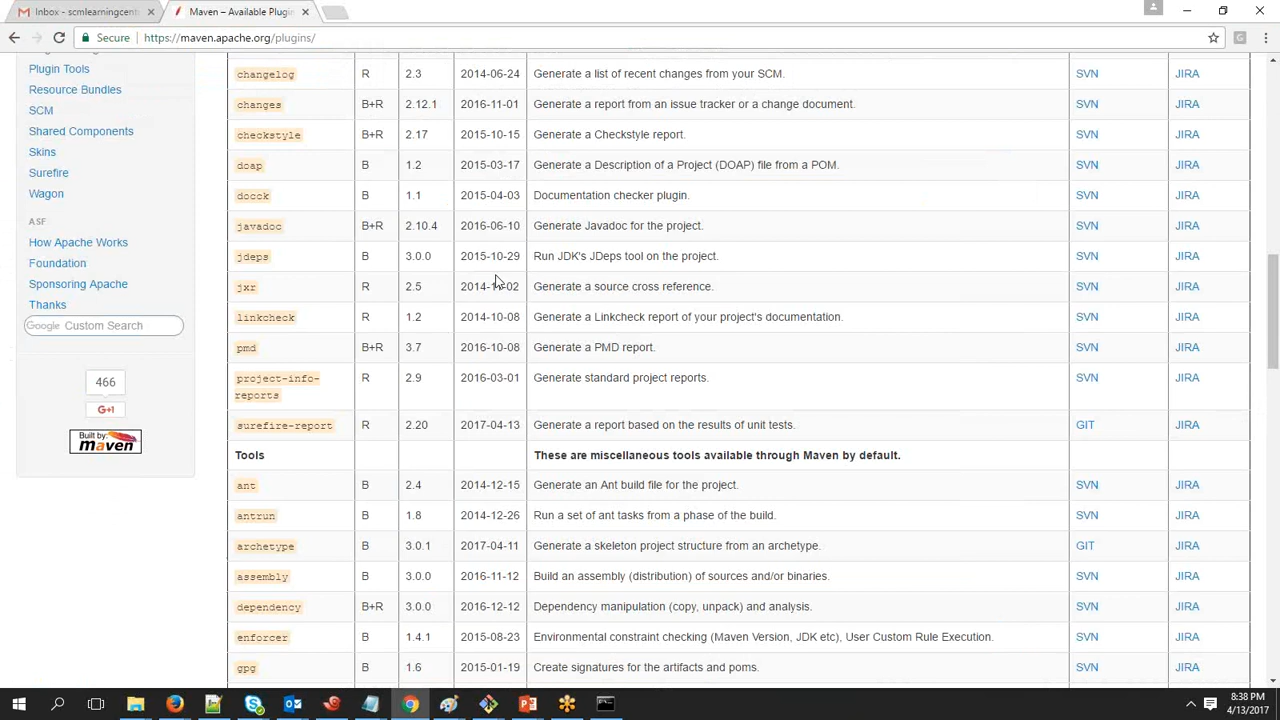 Inbox - scmlearningcent
Maven – Available Plugin
Secure https://maven.apache.org/plugins/
Plugin Tools
Resource Bundles
SCM
Shared Components
Skins
Surefire
Wagon
ASF
How Apache Works
Foundation
Sponsoring Apache
Thanks
Google Custom Search
466
G+1
Built by:
maven
changelog R 2.3 2014-06-24 Generate a list of recent changes from your SCM. SVN JIRA
changes B+R 2.12.1 2016-11-01 Generate a report from an issue tracker or a change document. SVN JIRA
checkstyle B+R 2.17 2015-10-15 Generate a Checkstyle report. SVN JIRA
doap B 1.2 2015-03-17 Generate a Description of a Project (DOAP) file from a POM. SVN JIRA
docck B 1.1 2015-04-03 Documentation checker plugin. SVN JIRA
javadoc B+R 2.10.4 2016-06-10 Generate Javadoc for the project. SVN JIRA
jdeps B 3.0.0 2015-10-29 Run JDK's JDeps tool on the project. SVN JIRA
jxr R 2.5 Generate a source cross reference. SVN JIRA
linkcheck R 1.2 2014-10-08 Generate a Linkcheck report of your project's documentation. SVN JIRA
pmd B+R 3.7 2016-10-08 Generate a PMD report. SVN JIRA
project-info-
reports R 2.9 2016-03-01 Generate standard project reports. SVN JIRA
surefire-report R 2.20 2017-04-13 Generate a report based on the results of unit tests. GIT JIRA
Tools These are miscellaneous tools available through Maven by default.
ant B 2.4 2014-12-15 Generate an Ant build file for the project. SVN JIRA
antrun B 1.8 2014-12-26 Run a set of ant tasks from a phase of the build. SVN JIRA
archetype B 3.0.1 2017-04-11 Generate a skeleton project structure from an archetype. GIT JIRA
assembly B 3.0.0 2016-11-12 Build an assembly (distribution) of sources and/or binaries. SVN JIRA
dependency B+R 3.0.0 2016-12-12 Dependency manipulation (copy, unpack) and analysis. SVN JIRA
enforcer B 1.4.1 2015-08-23 Environmental constraint checking (Maven Version, JDK etc), User Custom Rule Execution. SVN JIRA
gpg B 1.6 2015-01-19 Create signatures for the artifacts and poms. SVN JIRA
8:38 PM
4/13/2017